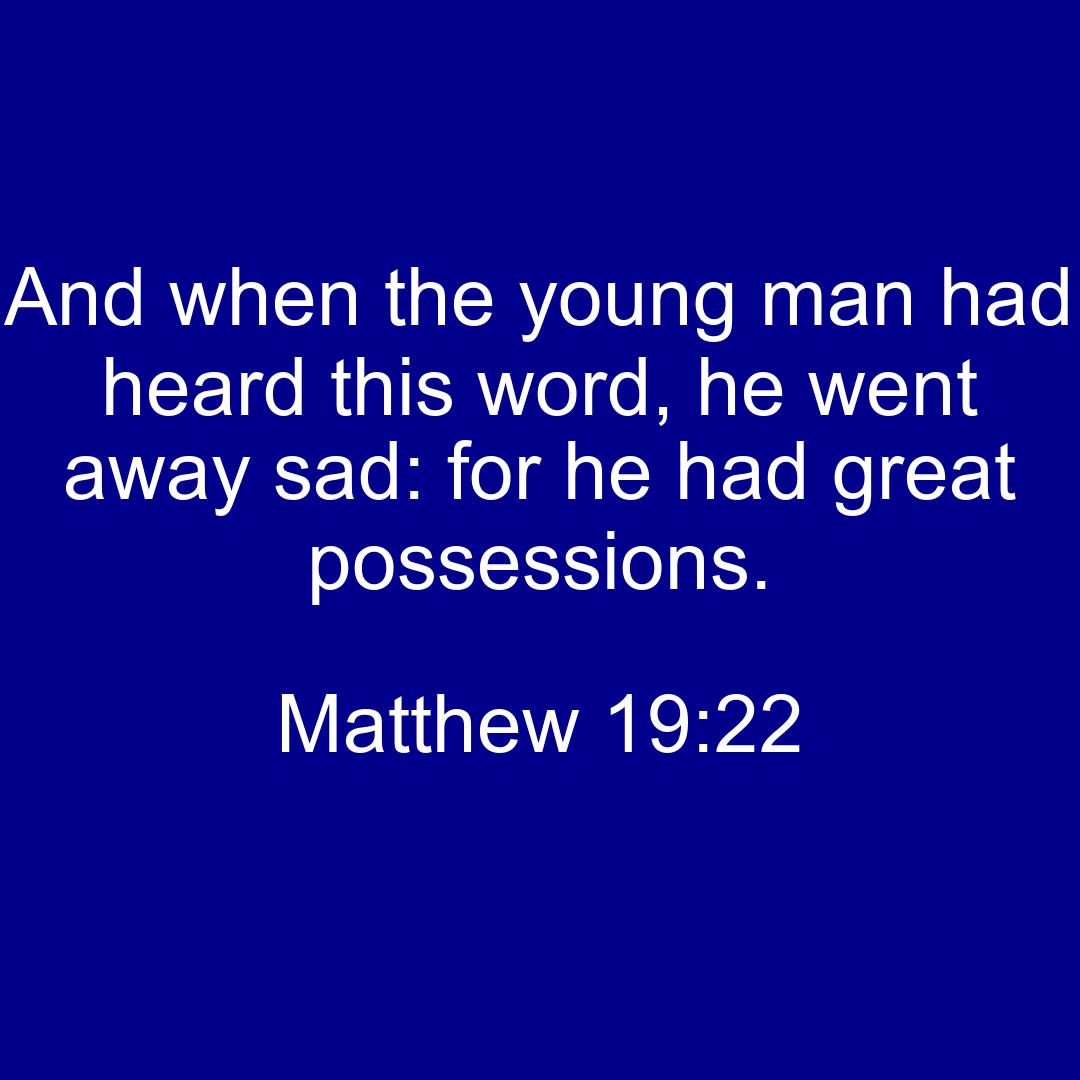 And when the young man had
heard this word, he went
away sad: for he had great
possessions.
Matthew 19:22